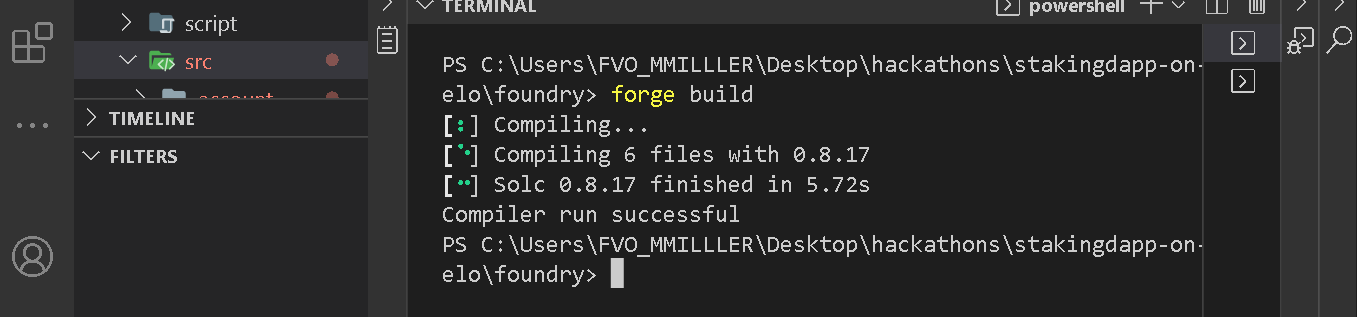 script
src
account
TIMELINE
FILTERS
TERMINAL
powershell
PS C:\Users\FVO_MMILLLER\Desktop\hackathons\stakingdapp-on-
elo\foundry> forge build
[⠆] Compiling...
[⠑] Compiling 6 files with 0.8.17
[⠒] Solc 0.8.17 finished in 5.72s
Compiler run successful
PS C:\Users\FVO_MMILLLER\Desktop\hackathons\stakingdapp-on-
elo\foundry>